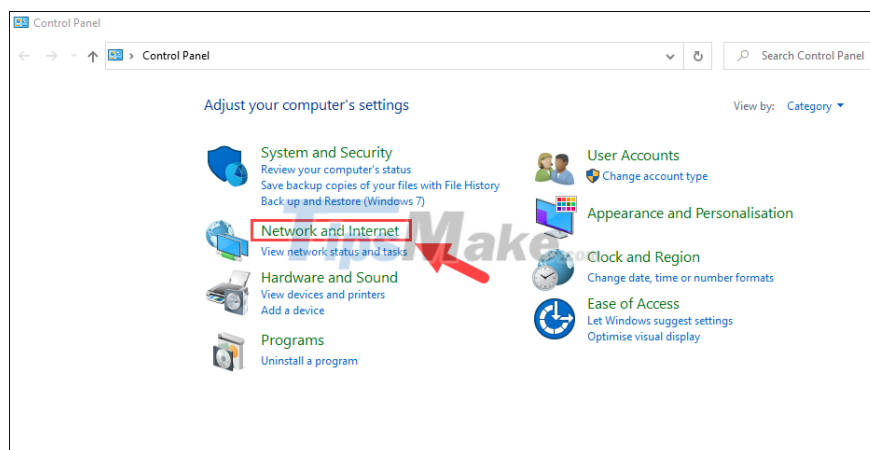 Control Panel
Control Panel
Search Control Panel
Adjust your computer's settings
View by: Category
System and Security
Review your computer's status
Save backup copies of your files with File History
Back up and Restore (Windows 7)
Network and Internet
View network status and tasks
Hardware and Sound
View devices and printers
Add a device
Programs
Uninstall a program
User Accounts
Change account type
Appearance and Personalisation
Clock and Region
Change date, time or number formats
Ease of Access
Let Windows suggest settings
Optimise visual display
TipsMake.com